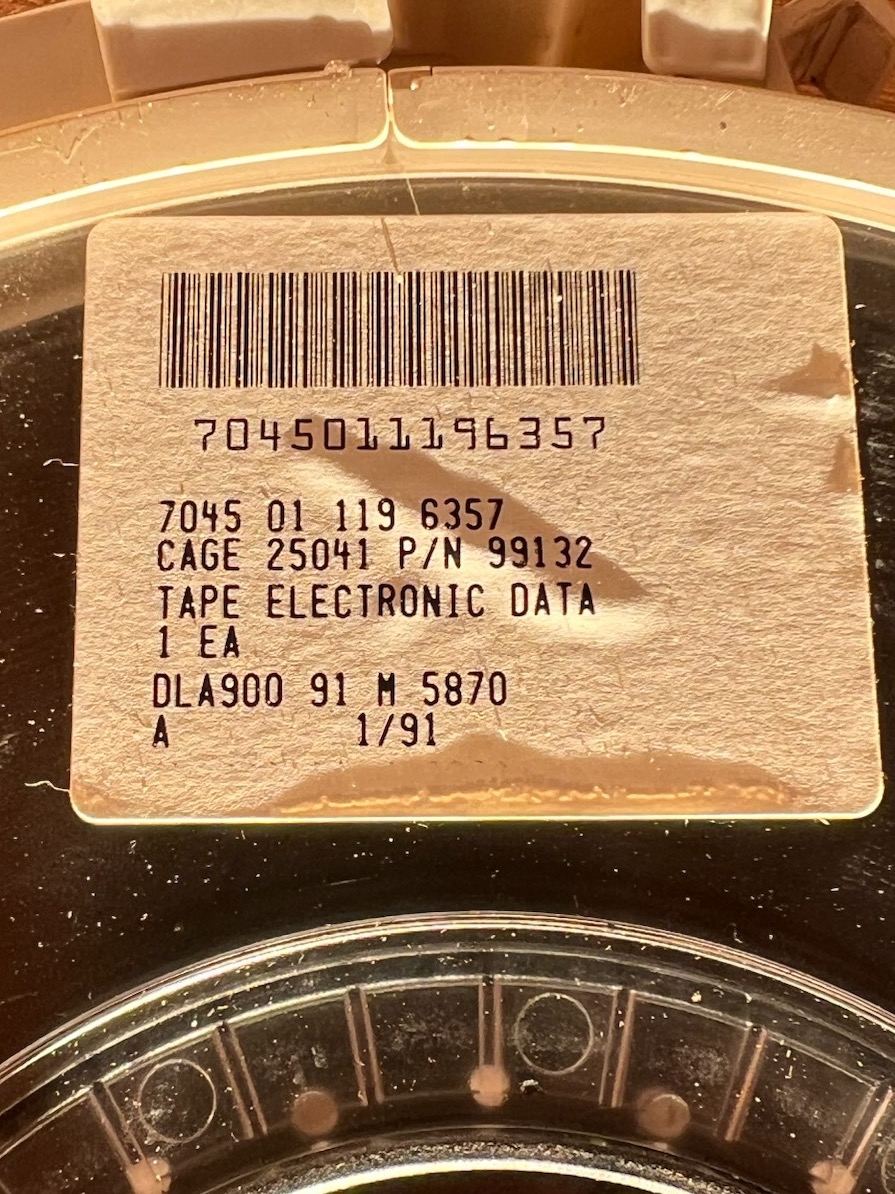 7045011196357
7045 01 119 6357
CAGE 25041 P/N 99132
TAPE ELECTRONIC DATA
1 EA
DLA900 91 M 5870
A 1/91